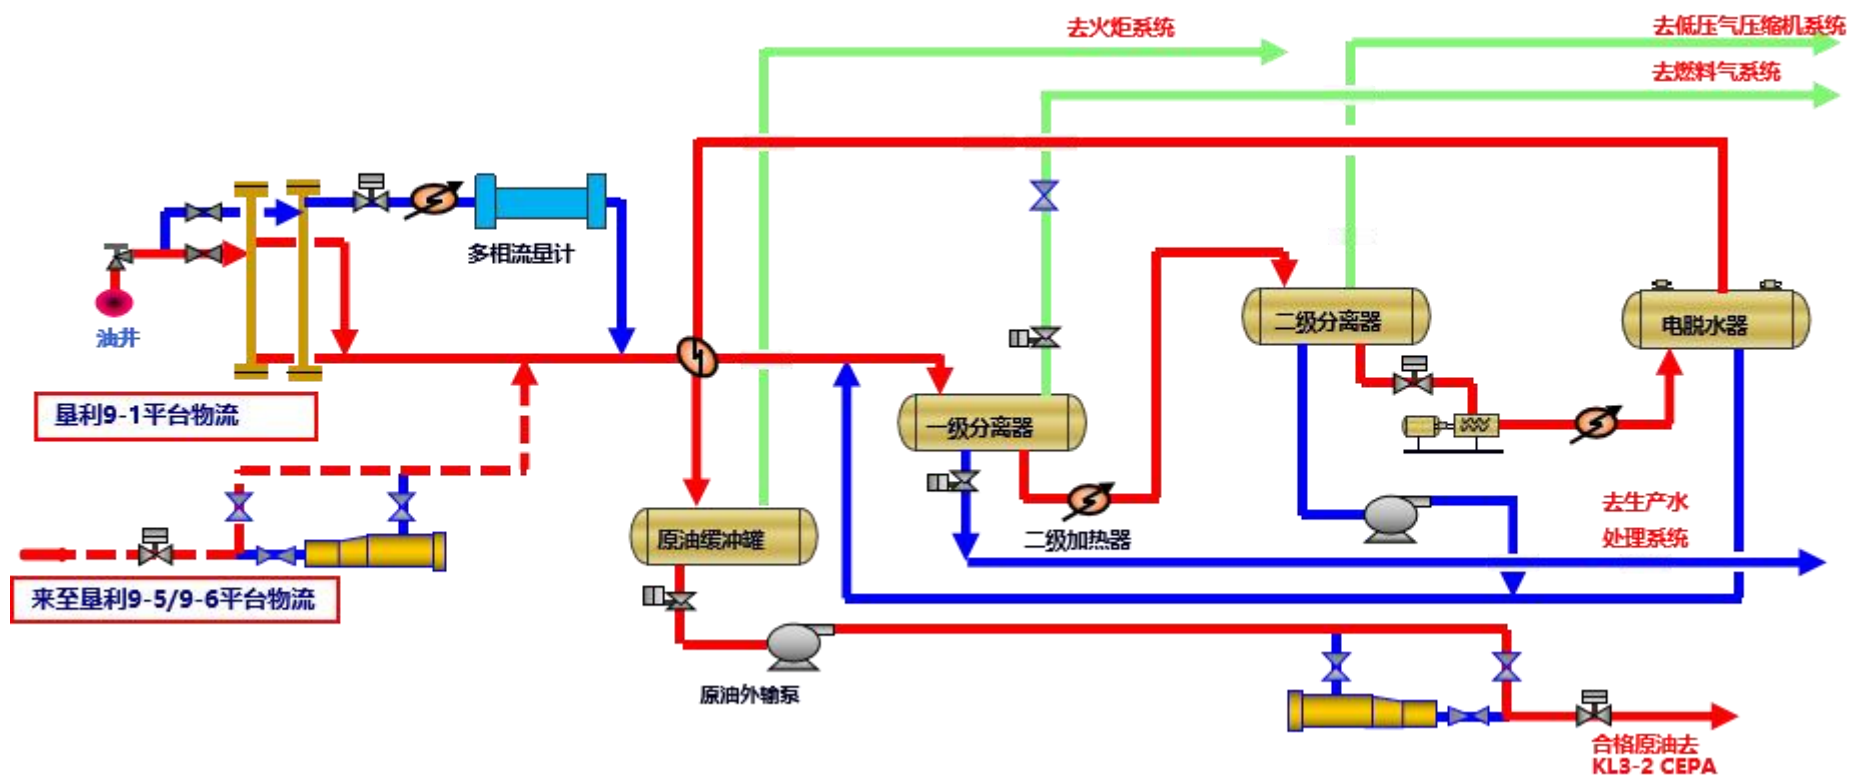 去火炬系统
去低压气压缩机系统
去燃料气系统
多相流量计
油井
二级分离器
电脱水器
垦利9-1平台物流
一级分离器
去生产水
处理系统
原油缓冲罐
二级加热器
来至垦利9-5/9-6平台物流
原油外输泵
合格原油去
KL3-2 CEPA